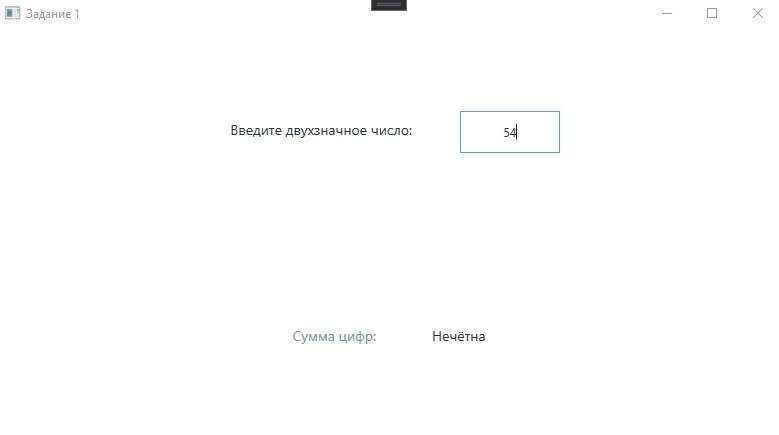 Задание 1
Введите двухзначное число:
54
Сумма цифр:
Нечётна